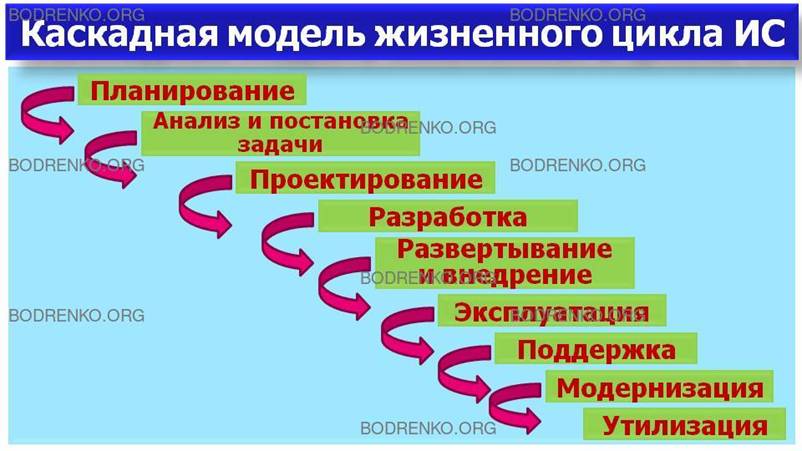 BODRENKO.ORG BODRENKO.ORG
Каскадная модель жизненного цикла ИС
Планирование
Анализ и постановка
задачи
BODRENKO.ORG
BODRENKO.ORG BODRENKO.ORG
Проектирование
Разработка
Развертывание
и внедрение
BODRENKO.ORG
Эксплуатация
BODRENKO.ORG BODRENKO.ORG
Поддержка
Модернизация
Утилизация
BODRENKO.ORG